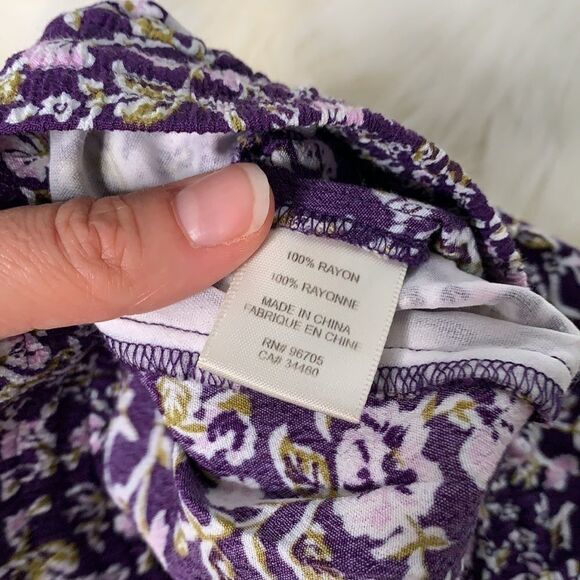 100% RAYON
100% RAYONNE
MADE IN CHINA
FABRIQUE EN CHINE
RN# 96705
CA# 34460